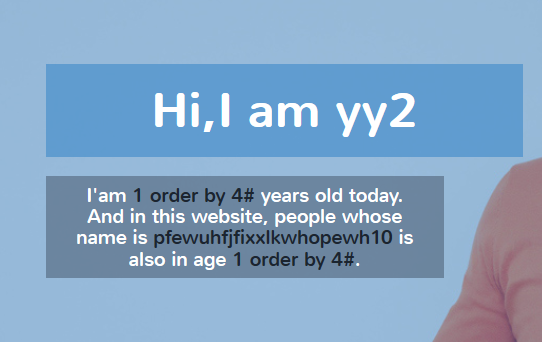 Hi,I am yy2
I'am 1 order by 4# years old today.
And in this website, people whose
name is pfewuhfjfixxlkwhopewh10 is
also in age 1 order by 4#.